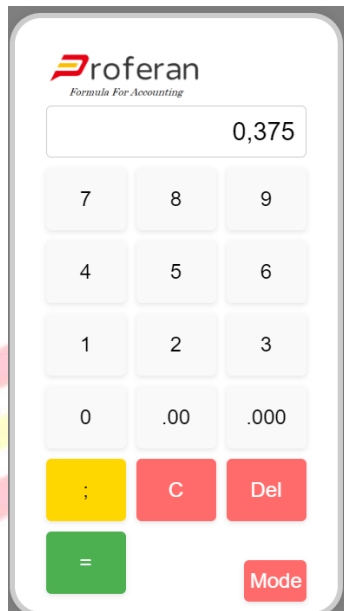 Proferan
Formula For Accounting
0,375
7 8 9
4 5 6
1 2 3
0 .00 .000
; C Del
=
Mode